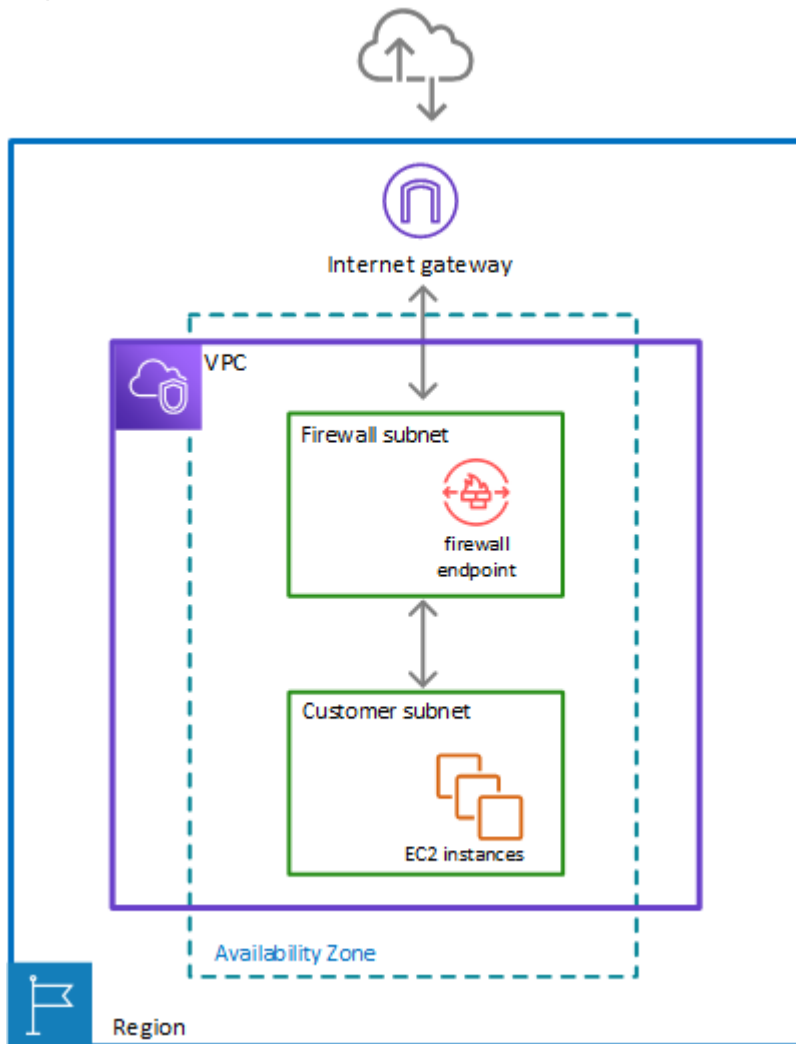 Internet gateway
VPC
Firewall subnet
firewall
endpoint
Customer subnet
EC2 instances
Availability Zone
Region